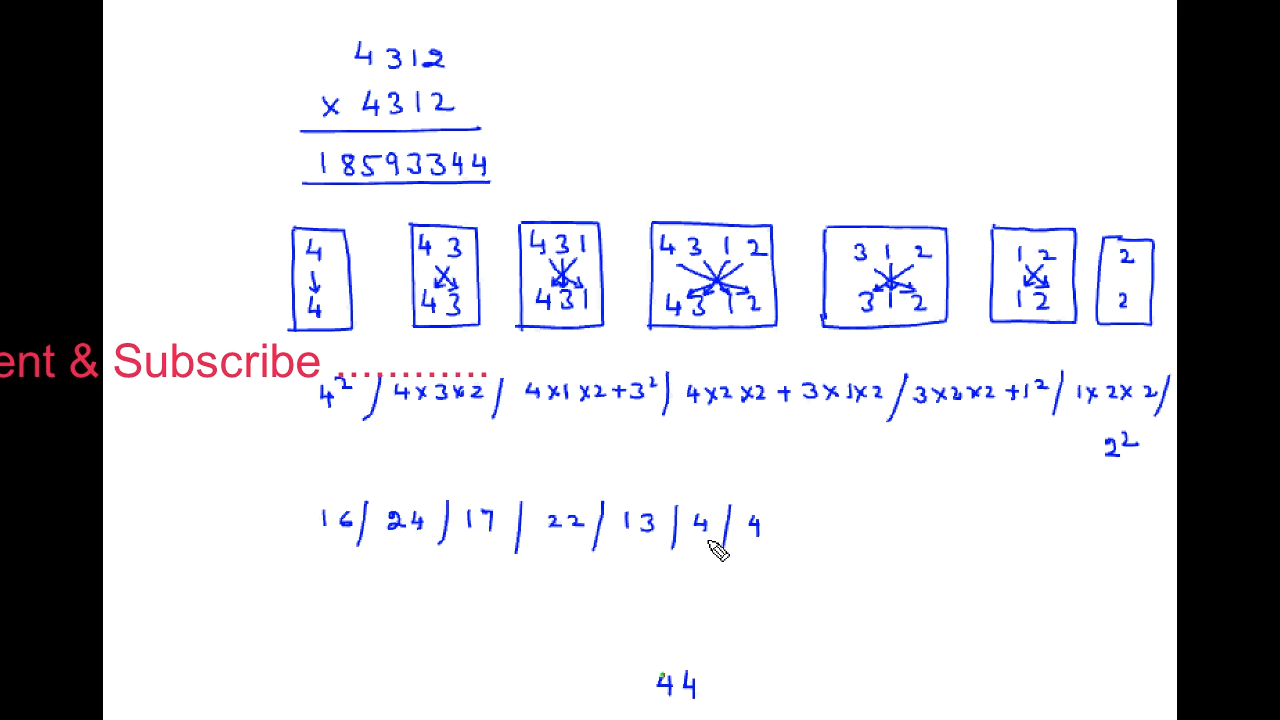 4312
x 4312
18593344
4 43 431 4312 312 12 2
4 43 431 4312 312 12 2
ent & Subscribe ............
4² / 4x3x2 / 4x1x2+3² / 4x2x2 + 3x1x2 / 3x2x2 +1² / 1x2x2 /
2²
16 / 24 / 17 / 22 / 13 / 4 / 4
44